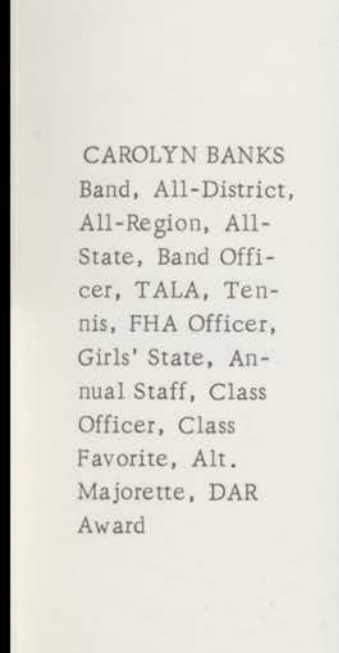 CAROLYN BANKS
Band, All-District,
All-Region, All-
State, Band Offi-
cer, TALA, Ten-
nis, FHA Officer,
Girls' State, An-
nual Staff, Class
Officer, Class
Favorite, Alt.
Majorette, DAR
Award